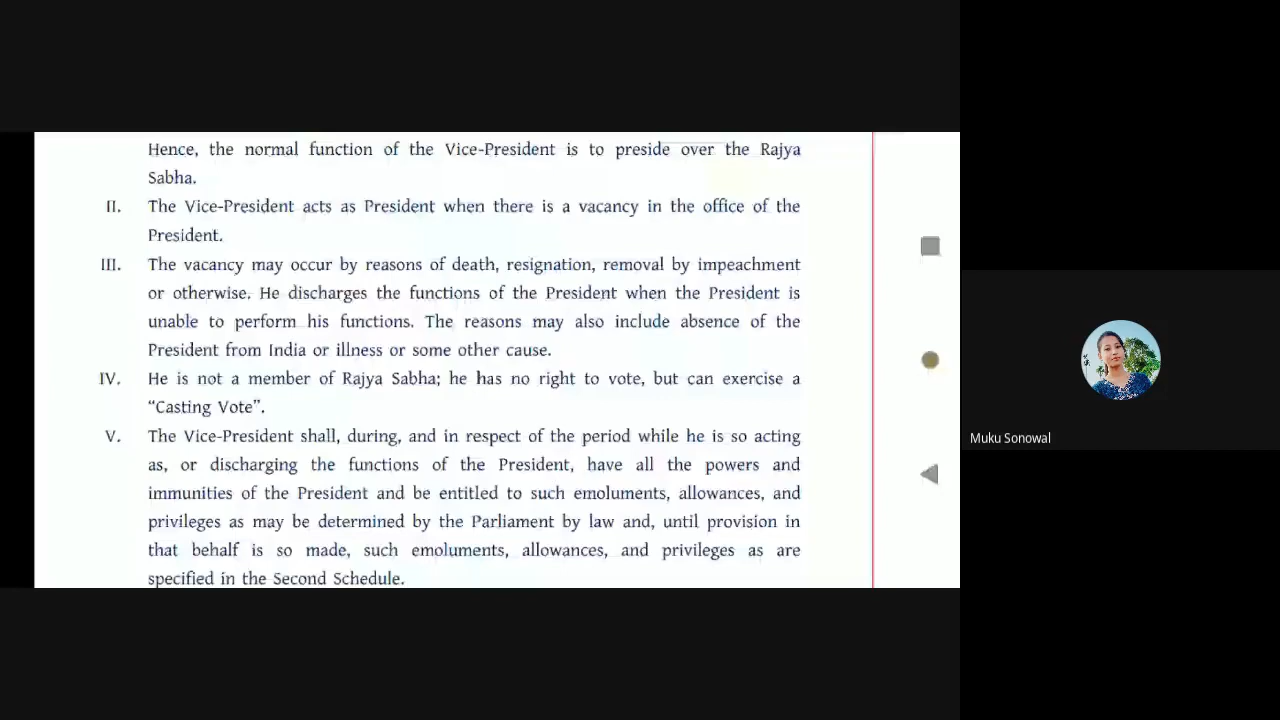 Hence, the normal function of the Vice-President is to preside over the Rajya
Sabha.
II. The Vice-President acts as President when there is a vacancy in the office of the
President.
III. The vacancy may occur by reasons of death, resignation, removal by impeachment
or otherwise. He discharges the functions of the President when the President is
unable to perform his functions. The reasons may also include absence of the
President from India or illness or some other cause.
IV. He is not a member of Rajya Sabha; he has no right to vote, but can exercise a
“Casting Vote”.
V. The Vice-President shall, during, and in respect of the period while he is so acting
as, or discharging the functions of the President, have all the powers and
immunities of the President and be entitled to such emoluments, allowances, and
privileges as may be determined by the Parliament by law and, until provision in
that behalf is so made, such emoluments, allowances, and privileges as are
specified in the Second Schedule.
Muku Sonowal